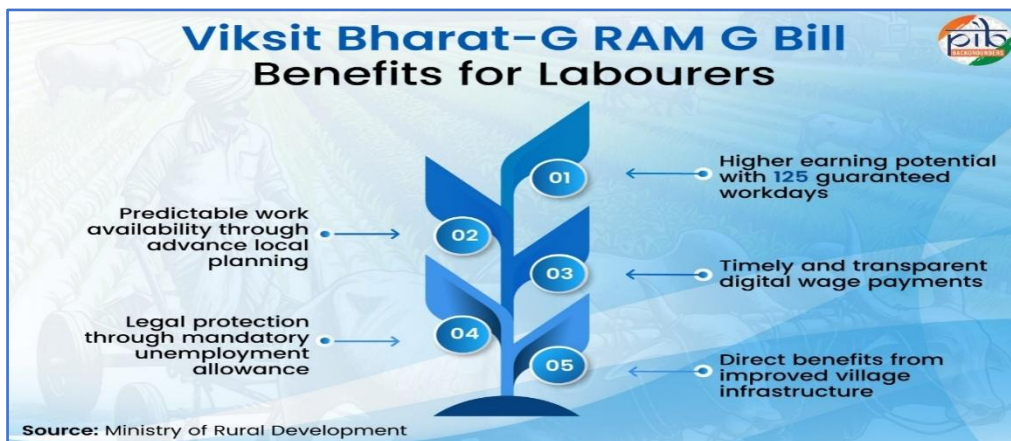 Viksit Bharat-G RAM G Bill
Benefits for Labourers
pib
BACKGROUNDERS
01
Higher earning potential
with 125 guaranteed
workdays
Predictable work
availability through
advance local
planning
02
03
Timely and transparent
digital wage payments
Legal protection
through mandatory
unemployment
allowance
04
05
Direct benefits from
improved village
infrastructure
Source: Ministry of Rural Development